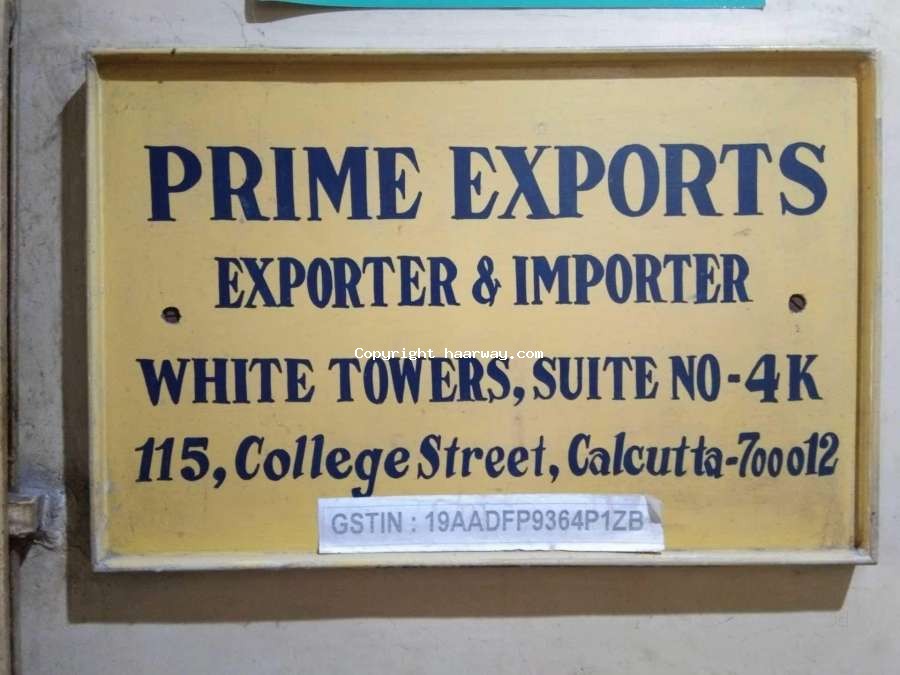 PRIME EXPORTS
EXPORTER & IMPORTER
Copyright haarway.com
WHITE TOWERS, SUITE NO-4K
115, College Street, Calcutta-700012
GSTIN : 19AADFP9364P1ZB